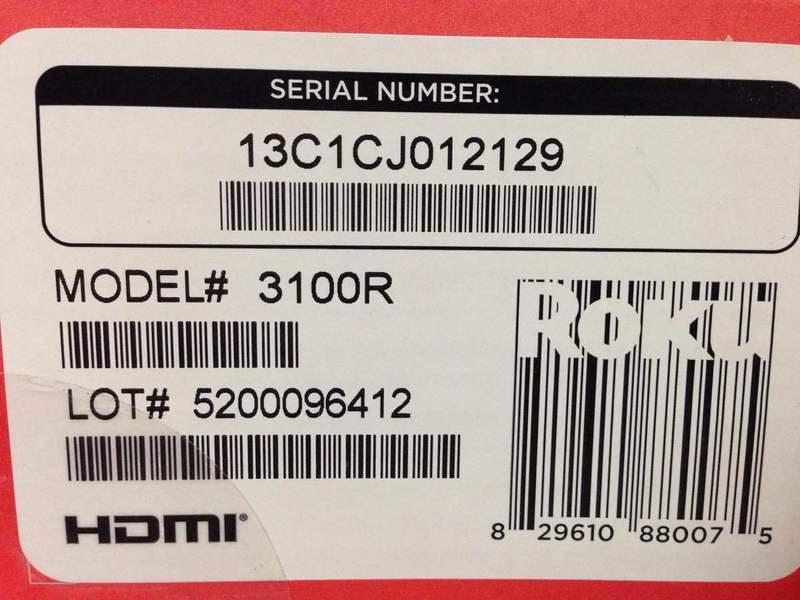 SERIAL NUMBER:
13C1CJ012129
MODEL# 3100R
LOT# 5200096412
HDMI®
ROKU
8 29610 88007 5